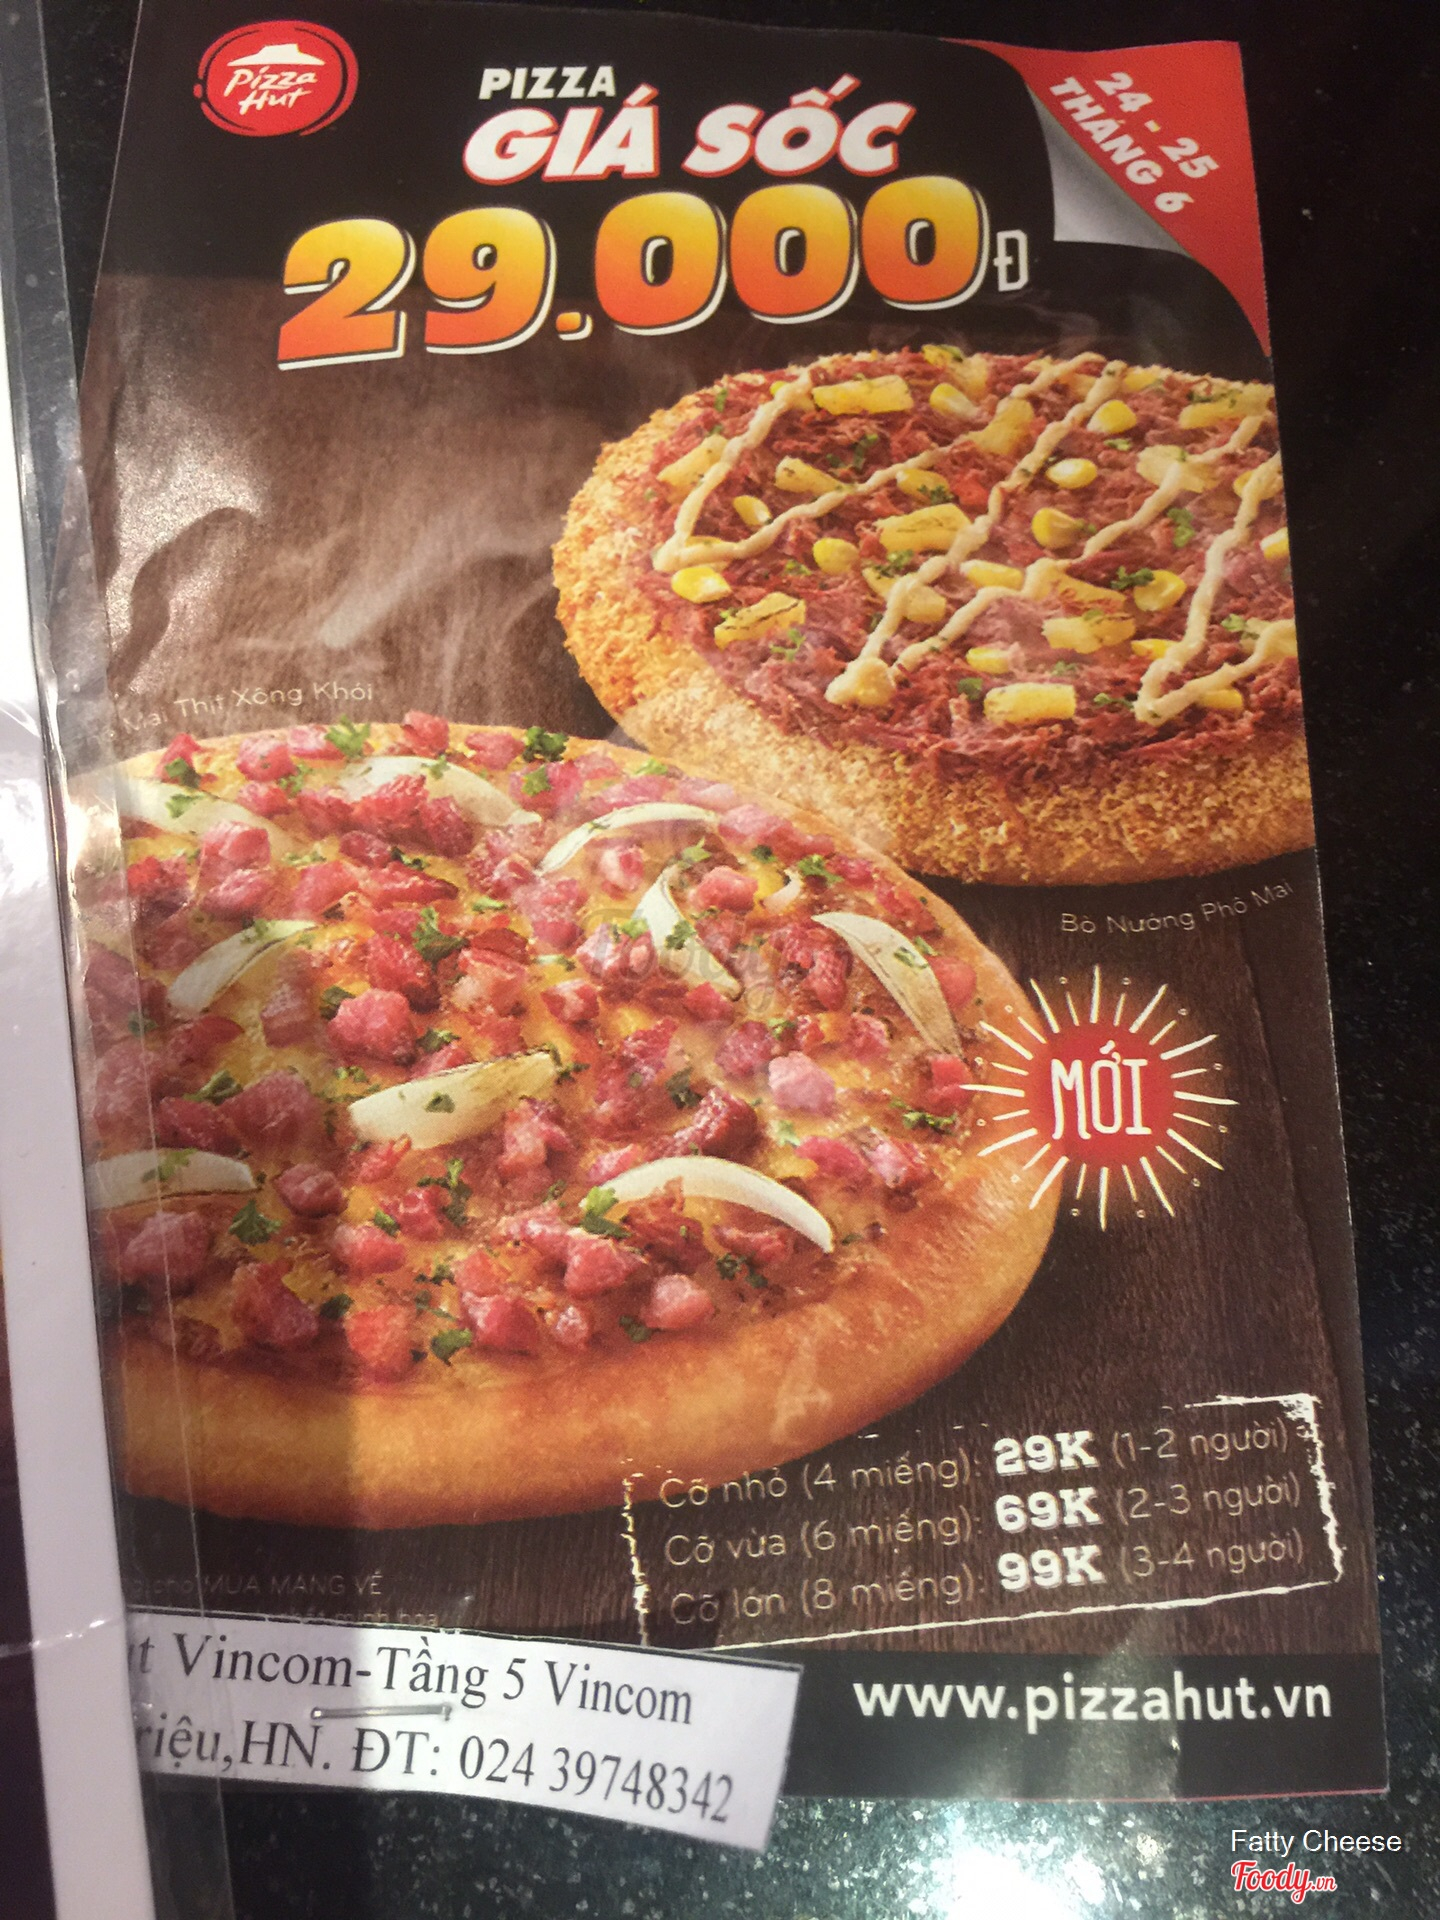 Pizza
Hut
PIZZA
GIÁ SỐC
29.000Đ
24 - 25
THÁNG 6
Mai Thịt Xông Khói
Bò Nướng Phô Mai
MỚI
Cỡ nhỏ (4 miếng): 29K (1-2 người)
Cỡ vừa (6 miếng): 69K (2-3 người)
Cỡ lớn (8 miếng): 99K (3-4 người)
MUA MANG VỀ
minh họa
Vincom-Tầng 5 Vincom
riệu,HN. ĐT: 024 39748342
www.pizzahut.vn
Foody
Fatty Cheese
Foody.vn